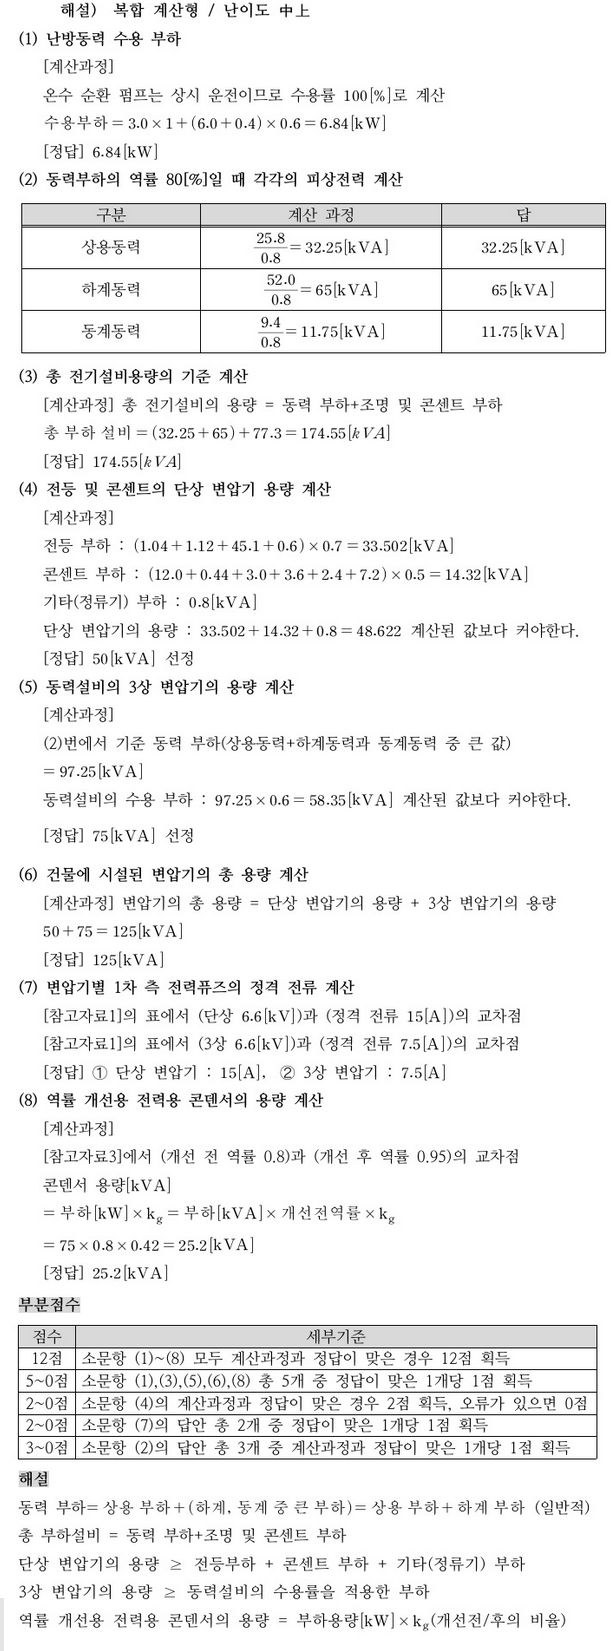 해설) 복합 계산형 / 난이도 中上
(1) 난방동력 수용 부하
[계산과정]
온수 순환 펌프는 상시 운전이므로 수용률 100[%]로 계산
수용부하 = 3.0 × 1 + (6.0 + 0.4) × 0.6 = 6.84[kW]
[정답] 6.84[kW]
(2) 동력부하의 역률 80[%]일 때 각각의 피상전력 계산
구분 계산 과정 답
상용동력 25.8/0.8 = 32.25[kVA] 32.25[kVA]
하계동력 52.0/0.8 = 65[kVA] 65[kVA]
동계동력 9.4/0.8 = 11.75[kVA] 11.75[kVA]
(3) 총 전기설비용량의 기준 계산
[계산과정] 총 전기설비의 용량 = 동력 부하+조명 및 콘센트 부하
총 부하 설비 = (32.25 + 65) + 77.3 = 174.55[kVA]
[정답] 174.55[kVA]
(4) 전등 및 콘센트의 단상 변압기 용량 계산
[계산과정]
전등 부하 : (1.04 + 1.12 + 45.1 + 0.6) × 0.7 = 33.502[kVA]
콘센트 부하 : (12.0 + 0.44 + 3.0 + 3.6 + 2.4 + 7.2) × 0.5 = 14.32[kVA]
기타(정류기) 부하 : 0.8[kVA]
단상 변압기의 용량 : 33.502 + 14.32 + 0.8 = 48.622 계산된 값보다 커야한다.
[정답] 50[kVA] 선정
(5) 동력설비의 3상 변압기의 용량 계산
[계산과정]
(2)번에서 기준 동력 부하(상용동력+하계동력과 동계동력 중 큰 값)
= 97.25[kVA]
동력설비의 수용 부하 : 97.25 × 0.6 = 58.35[kVA] 계산된 값보다 커야한다.
[정답] 75[kVA] 선정
(6) 건물에 시설된 변압기의 총 용량 계산
[계산과정] 변압기의 총 용량 = 단상 변압기의 용량 + 3상 변압기의 용량
50 + 75 = 125[kVA]
[정답] 125[kVA]
(7) 변압기별 1차 측 전력퓨즈의 정격 전류 계산
[참고자료1]의 표에서 (단상 6.6[kV])과 (정격 전류 15[A])의 교차점
[참고자료1]의 표에서 (3상 6.6[kV])과 (정격 전류 7.5[A])의 교차점
[정답] ① 단상 변압기 : 15[A], ② 3상 변압기 : 7.5[A]
(8) 역률 개선용 전력용 콘덴서의 용량 계산
[계산과정]
[참고자료3]에서 (개선 전 역률 0.8)과 (개선 후 역률 0.95)의 교차점
콘덴서 용량[kVA]
= 부하[kW] × kg = 부하[kVA] × 개선전역률 × kg
= 75 × 0.8 × 0.42 = 25.2[kVA]
[정답] 25.2[kVA]
부분점수
점수 세부기준
12점 소문항 (1)~(8) 모두 계산과정과 정답이 맞은 경우 12점 획득
5~0점 소문항 (1),(3),(5),(6),(8) 총 5개 중 정답이 맞은 1개당 1점 획득
2~0점 소문항 (4)의 계산과정과 정답이 맞은 경우 2점 획득, 오류가 있으면 0점
2~0점 소문항 (7)의 답안 총 2개 중 정답이 맞은 1개당 1점 획득
3~0점 소문항 (2)의 답안 총 3개 중 계산과정과 정답이 맞은 1개당 1점 획득
해설
동력 부하= 상용 부하 + (하계, 동계 중 큰 부하) = 상용 부하 + 하계 부하 (일반적)
총 부하설비 = 동력 부하+조명 및 콘센트 부하
단상 변압기의 용량 ≥ 전등부하 + 콘센트 부하 + 기타(정류기) 부하
3상 변압기의 용량 ≥ 동력설비의 수용률을 적용한 부하
역률 개선용 전력용 콘덴서의 용량 = 부하용량[kW] × kg(개선전/후의 비율)